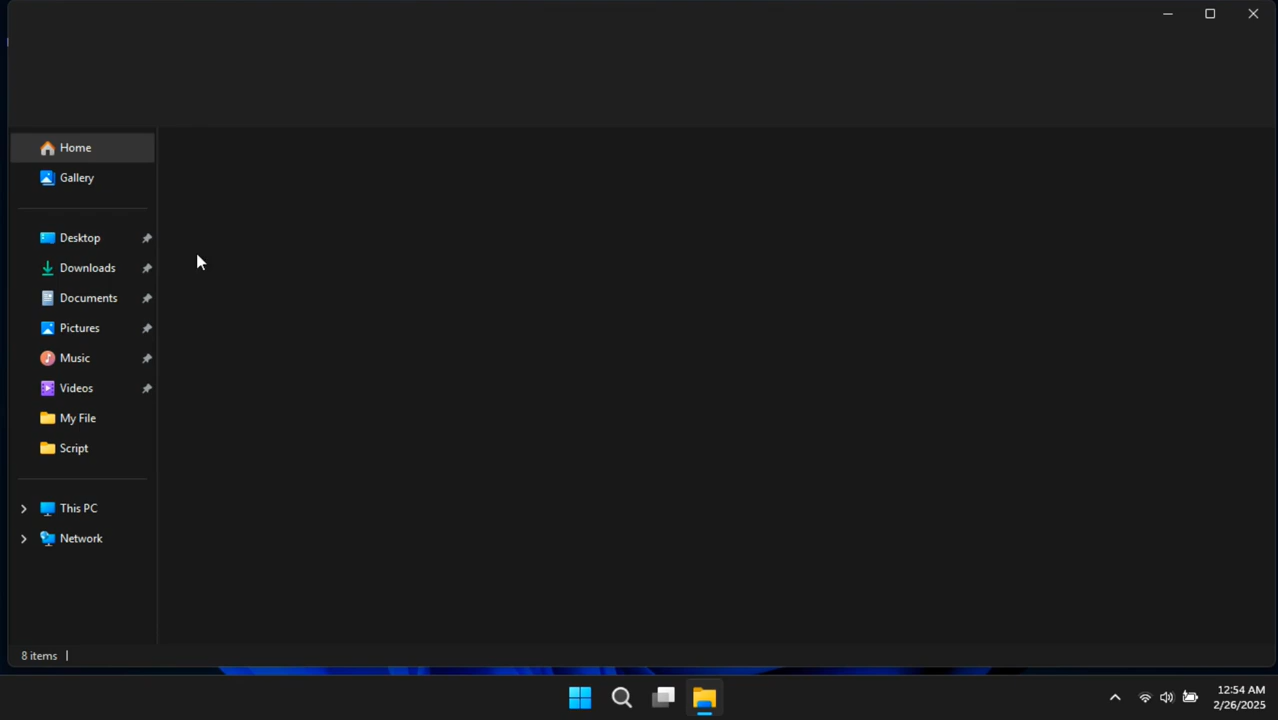 Home
Gallery
Desktop
Downloads
Documents
Pictures
Music
Videos
My File
Script
This PC
Network
8 items
12:54 AM
2/26/2025